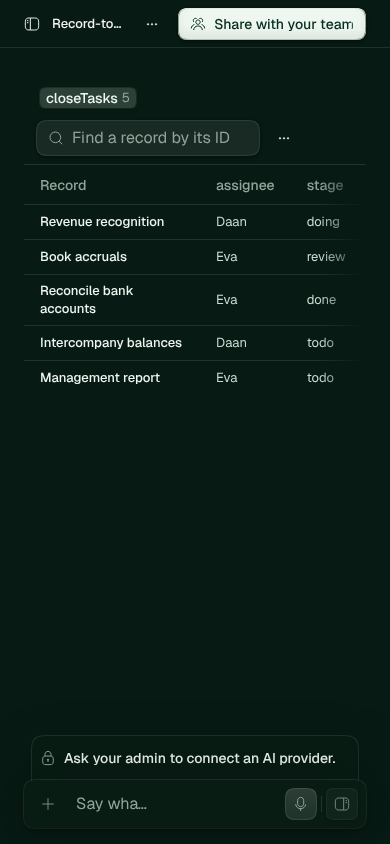 Record-to...
Share with your team
closeTasks 5
Find a record by its ID
Record assignee stage
Revenue recognition Daan doing
Book accruals Eva review
Reconcile bank
accounts Eva done
Intercompany balances Daan todo
Management report Eva todo
Ask your admin to connect an AI provider.
Say wha...